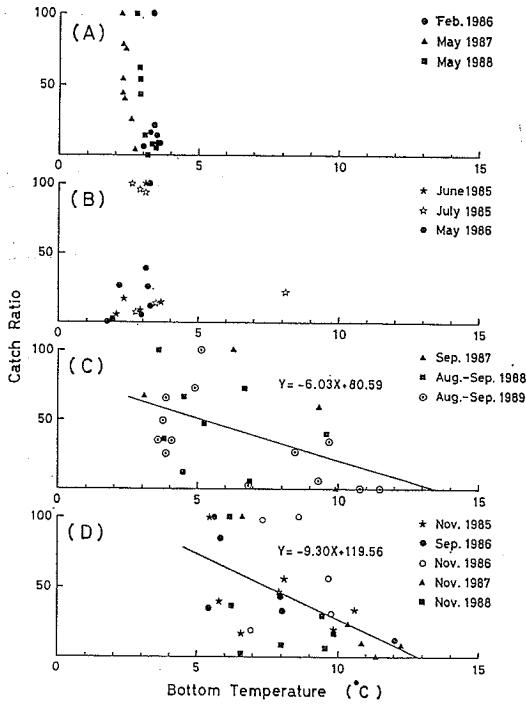 100
(A)
Feb. 1986
May 1987
May 1988
50
0 5 10 15
100
(B)
June 1985
July 1985
May 1986
50
0 5 10 15
100
(C)
Y= -6.03X+80.59
Sep. 1987
Aug.-Sep. 1988
Aug.-Sep. 1989
50
0 5 10 15
100
(D)
Y= -9.30X+119.56
Nov. 1985
Sep. 1986
Nov. 1986
Nov. 1987
Nov. 1988
50
0 5 10 15
Catch Ratio
Bottom Temperature (°C)